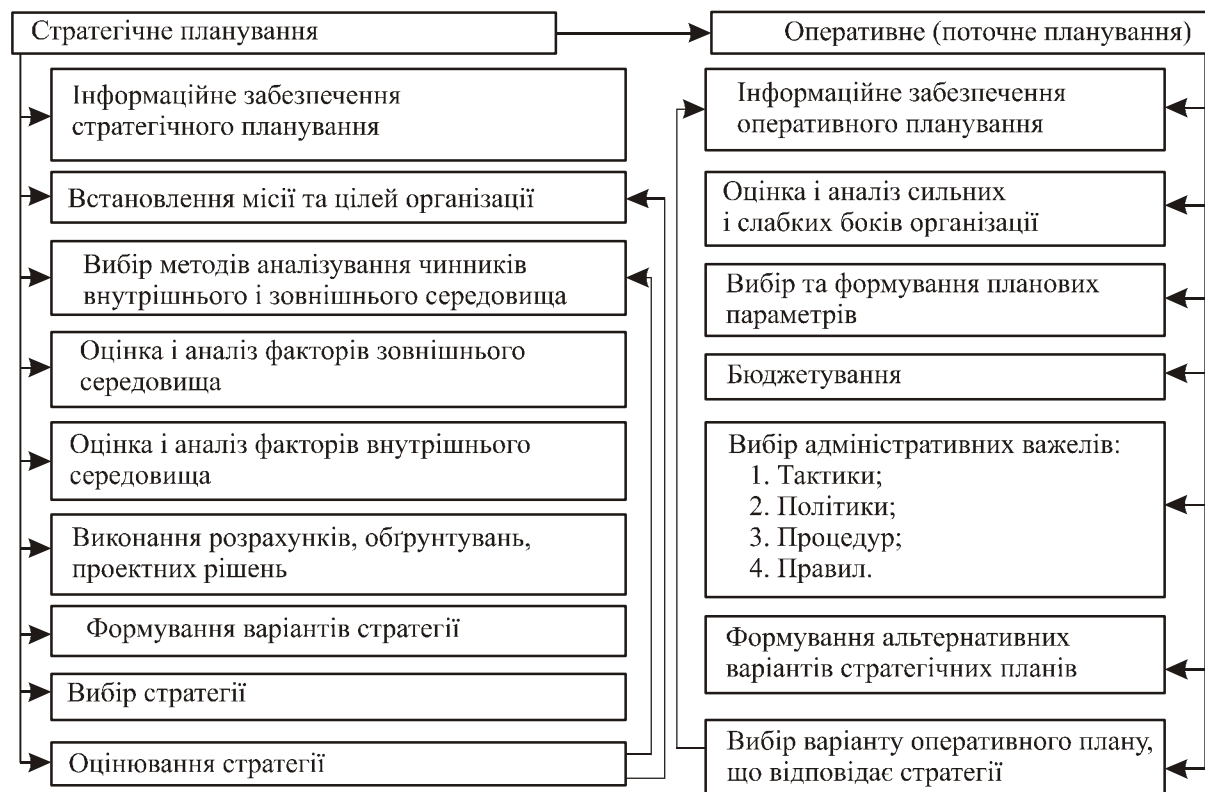 Стратегічне планування
Інформаційне забезпечення
стратегічного планування
Встановлення місії та цілей організації
Вибір методів аналізування чинників
внутрішнього і зовнішнього середовища
Оцінка і аналіз факторів зовнішнього
середовища
Оцінка і аналіз факторів внутрішнього
середовища
Виконання розрахунків, обґрунтувань,
проектних рішень
Формування варіантів стратегії
Вибір стратегії
Оцінювання стратегії
Оперативне (поточне планування)
Інформаційне забезпечення
оперативного планування
Оцінка і аналіз сильних
і слабких боків організації
Вибір та формування планових
параметрів
Бюджетування
Вибір адміністративних важелів:
1. Тактики;
2. Політики;
3. Процедур;
4. Правил.
Формування альтернативних
варіантів стратегічних планів
Вибір варіанту оперативного плану,
що відповідає стратегії